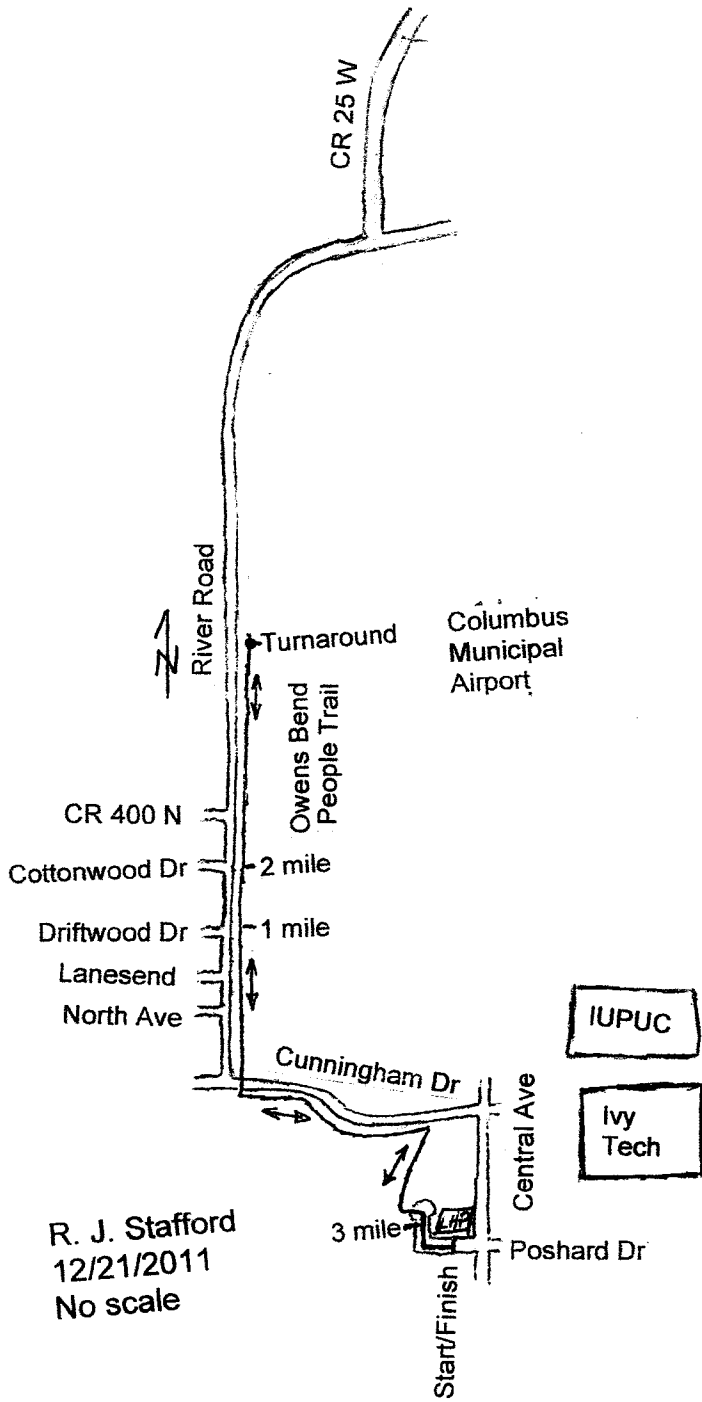 CR 25 W
River Road
Turnaround
Columbus
Municipal
Airport
Owens Bend
People Trail
CR 400 N
Cottonwood Dr
2 mile
Driftwood Dr
1 mile
Lanesend
North Ave
IUPUC
Cunningham Dr
Central Ave
Ivy
Tech
LHP
3 mile
Poshard Dr
Start/Finish
R. J. Stafford
12/21/2011
No scale
N